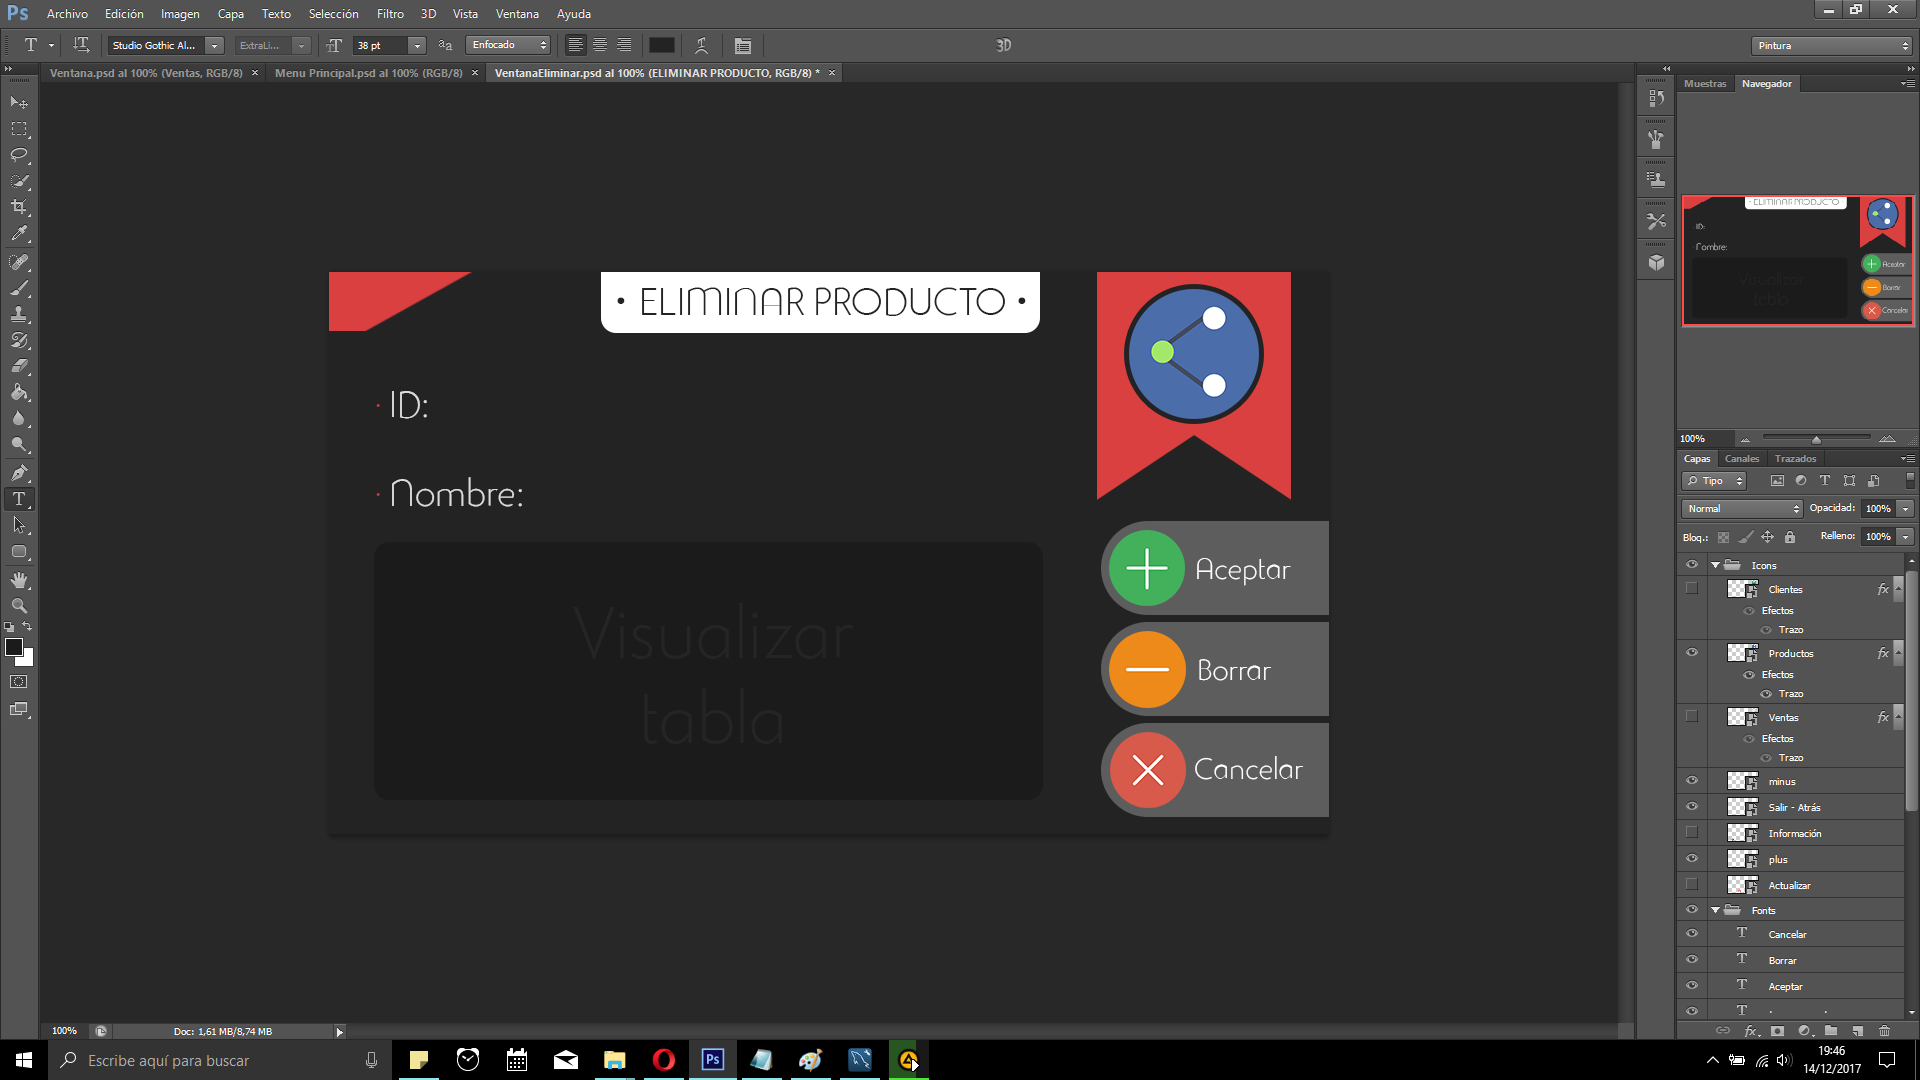 Ps Archivo Edición Imagen Capa Texto Selección Filtro 3D Vista Ventana Ayuda
T Studio Gothic Al... ExtraLi... 38 pt Enfocado 3D Pintura
Ventana.psd al 100% (Ventas, RGB/8) × Menu Principal.psd al 100% (RGB/8) × VentanaEliminar.psd al 100% (ELIMINAR PRODUCTO, RGB/8) * ×
Muestras Navegador
• ELIMINAR PRODUCTO •
· ID:
· Nombre:
Visualizar
tabla
Aceptar
Borrar
Cancelar
- ELIMINAR PRODUCTO
ID:
Nombre:
Visualizar
tabla
Aceptar
Borrar
Cancelar
100%
Capas Canales Trazados
Tipo
Normal Opacidad: 100%
Bloq.: Relleno: 100%
Icons
Clientes fx
Efectos
Trazo
Productos fx
Efectos
Trazo
Ventas fx
Efectos
Trazo
minus
Salir - Atrás
Información
plus
Actualizar
Fonts
T Cancelar
T Borrar
T Aceptar
T . .
100% Doc: 1,61 MB/8,74 MB
fx
Escribe aquí para buscar
Ps
19:46
14/12/2017